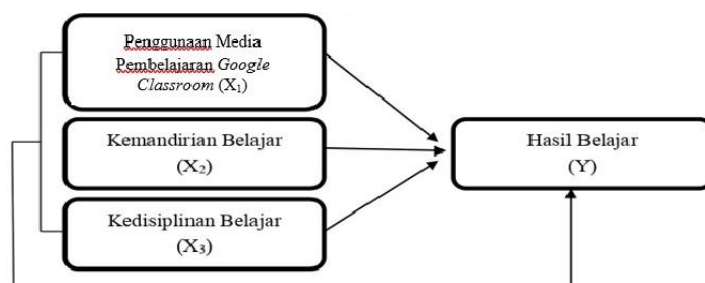 Penggunaan Media
Pembelajaran Google
Classroom (X₁)
Kemandirian Belajar
(X₂)
Kedisiplinan Belajar
(X₃)
Hasil Belajar
(Y)